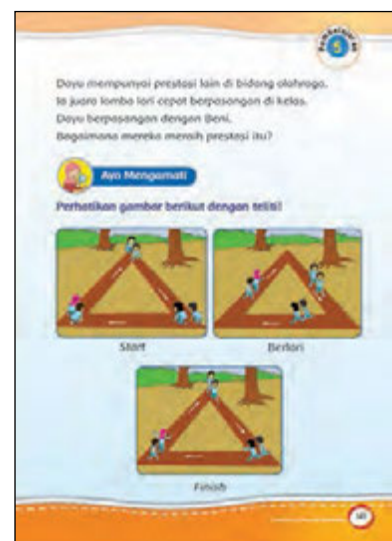 Pembelajaran
5
Dayu mempunyai prestasi lain di bidang olahraga.
Ia juara lomba lari cepat berpasangan di kelas.
Dayu berpasangan dengan Beni.
Bagaimana mereka meraih prestasi itu?
Ayo Mengamati
Perhatikan gambar berikut dengan teliti!
Start
Berlari
Finish